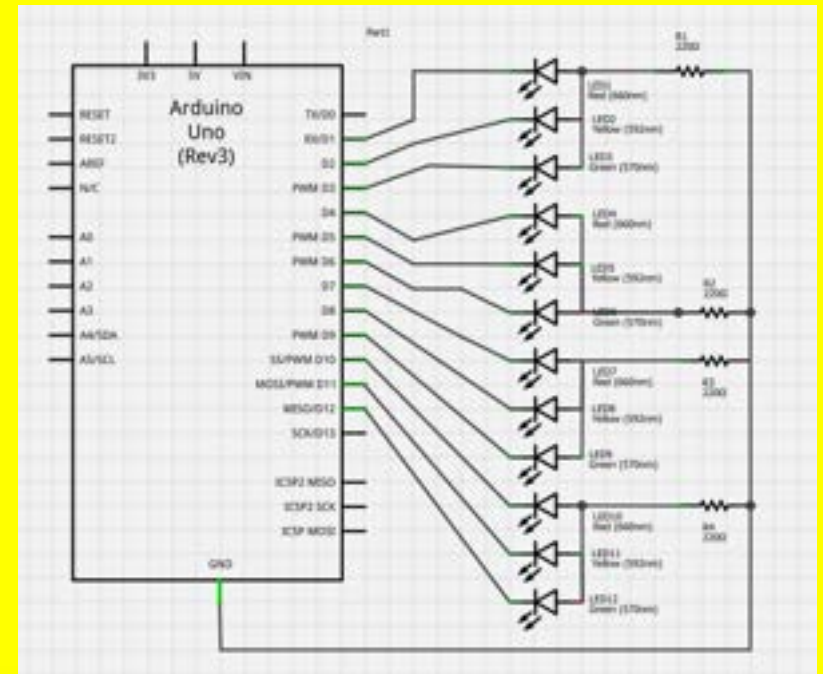 Part1
3V3
5V
VIN
Arduino
Uno
(Rev3)
RESET
RESET2
AREF
N/C
A0
A1
A2
A3
A4/SDA
A5/SCL
TX/D0
RX/D1
D2
PWM D3
D4
PWM D5
PWM D6
D7
D8
PWM D9
SS/PWM D10
MOSI/PWM D11
MISO/D12
SCK/D13
ICSP2 MISO
ICSP2 SCK
ICSP MOSI
GND
R1
220Ω
LED1
Red (660nm)
LED2
Yellow (592nm)
LED3
Green (570nm)
LED4
Red (660nm)
LED5
Yellow (592nm)
R2
220Ω
Green (570nm)
LED7
Red (660nm)
R3
220Ω
LED8
Yellow (592nm)
LED9
Green (570nm)
LED10
Red (660nm)
R4
220Ω
LED11
Yellow (592nm)
LED12
Green (570nm)